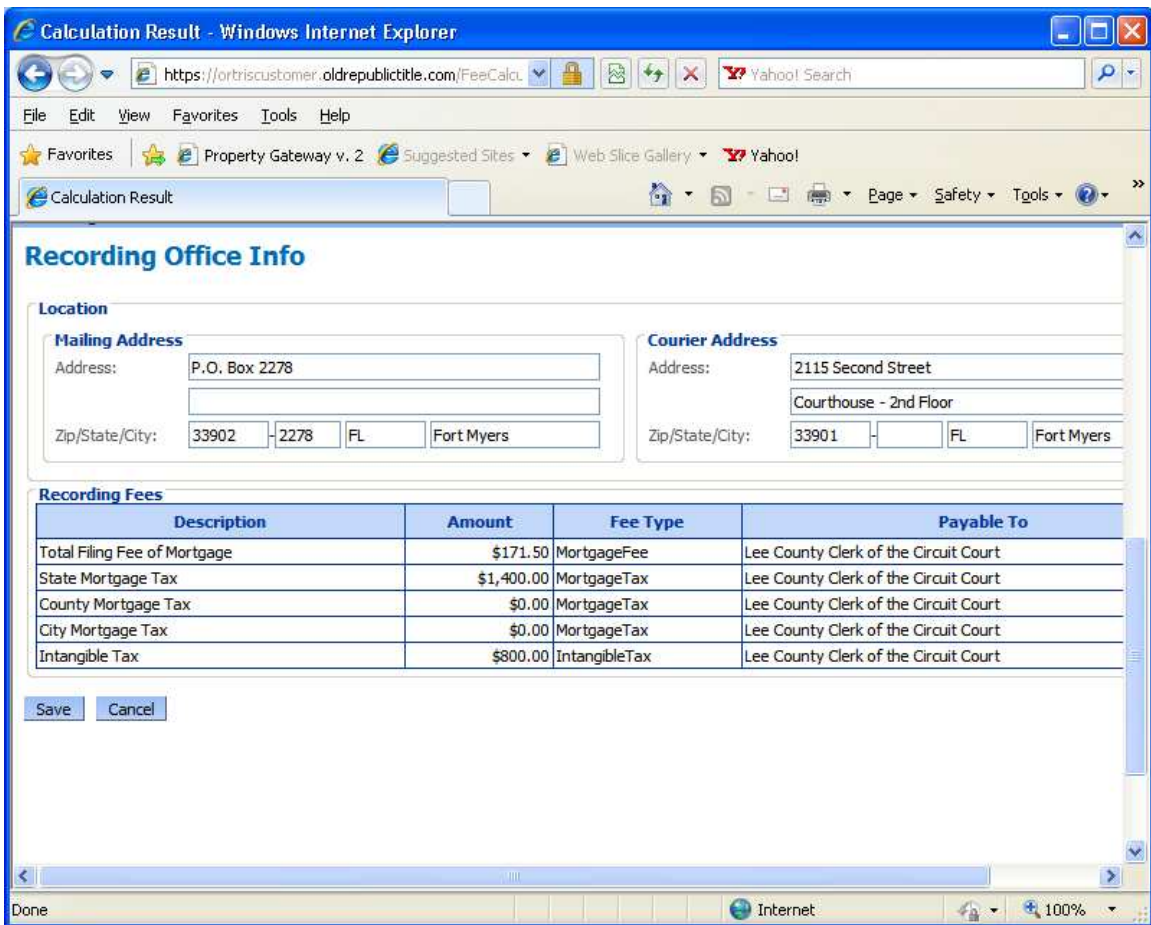 Calculation Result - Windows Internet Explorer
https://ortriscustomer.oldrepublictitle.com/FeeCalcu
Yahoo! Search
File Edit View Favorites Tools Help
Favorites Property Gateway v. 2 Suggested Sites Web Slice Gallery Yahoo!
Calculation Result Page Safety Tools »
Recording Office Info
Location
Mailing Address Courier Address
Address: P.O. Box 2278 Address: 2115 Second Street
Courthouse - 2nd Floor
Zip/State/City: 33902 - 2278 FL Fort Myers Zip/State/City: 33901 - FL Fort Myers
Recording Fees
Description Amount Fee Type Payable To
Total Filing Fee of Mortgage $171.50 MortgageFee Lee County Clerk of the Circuit Court
State Mortgage Tax $1,400.00 MortgageTax Lee County Clerk of the Circuit Court
County Mortgage Tax $0.00 MortgageTax Lee County Clerk of the Circuit Court
City Mortgage Tax $0.00 MortgageTax Lee County Clerk of the Circuit Court
Intangible Tax $800.00 IntangibleTax Lee County Clerk of the Circuit Court
Save Cancel
Done Internet 100%